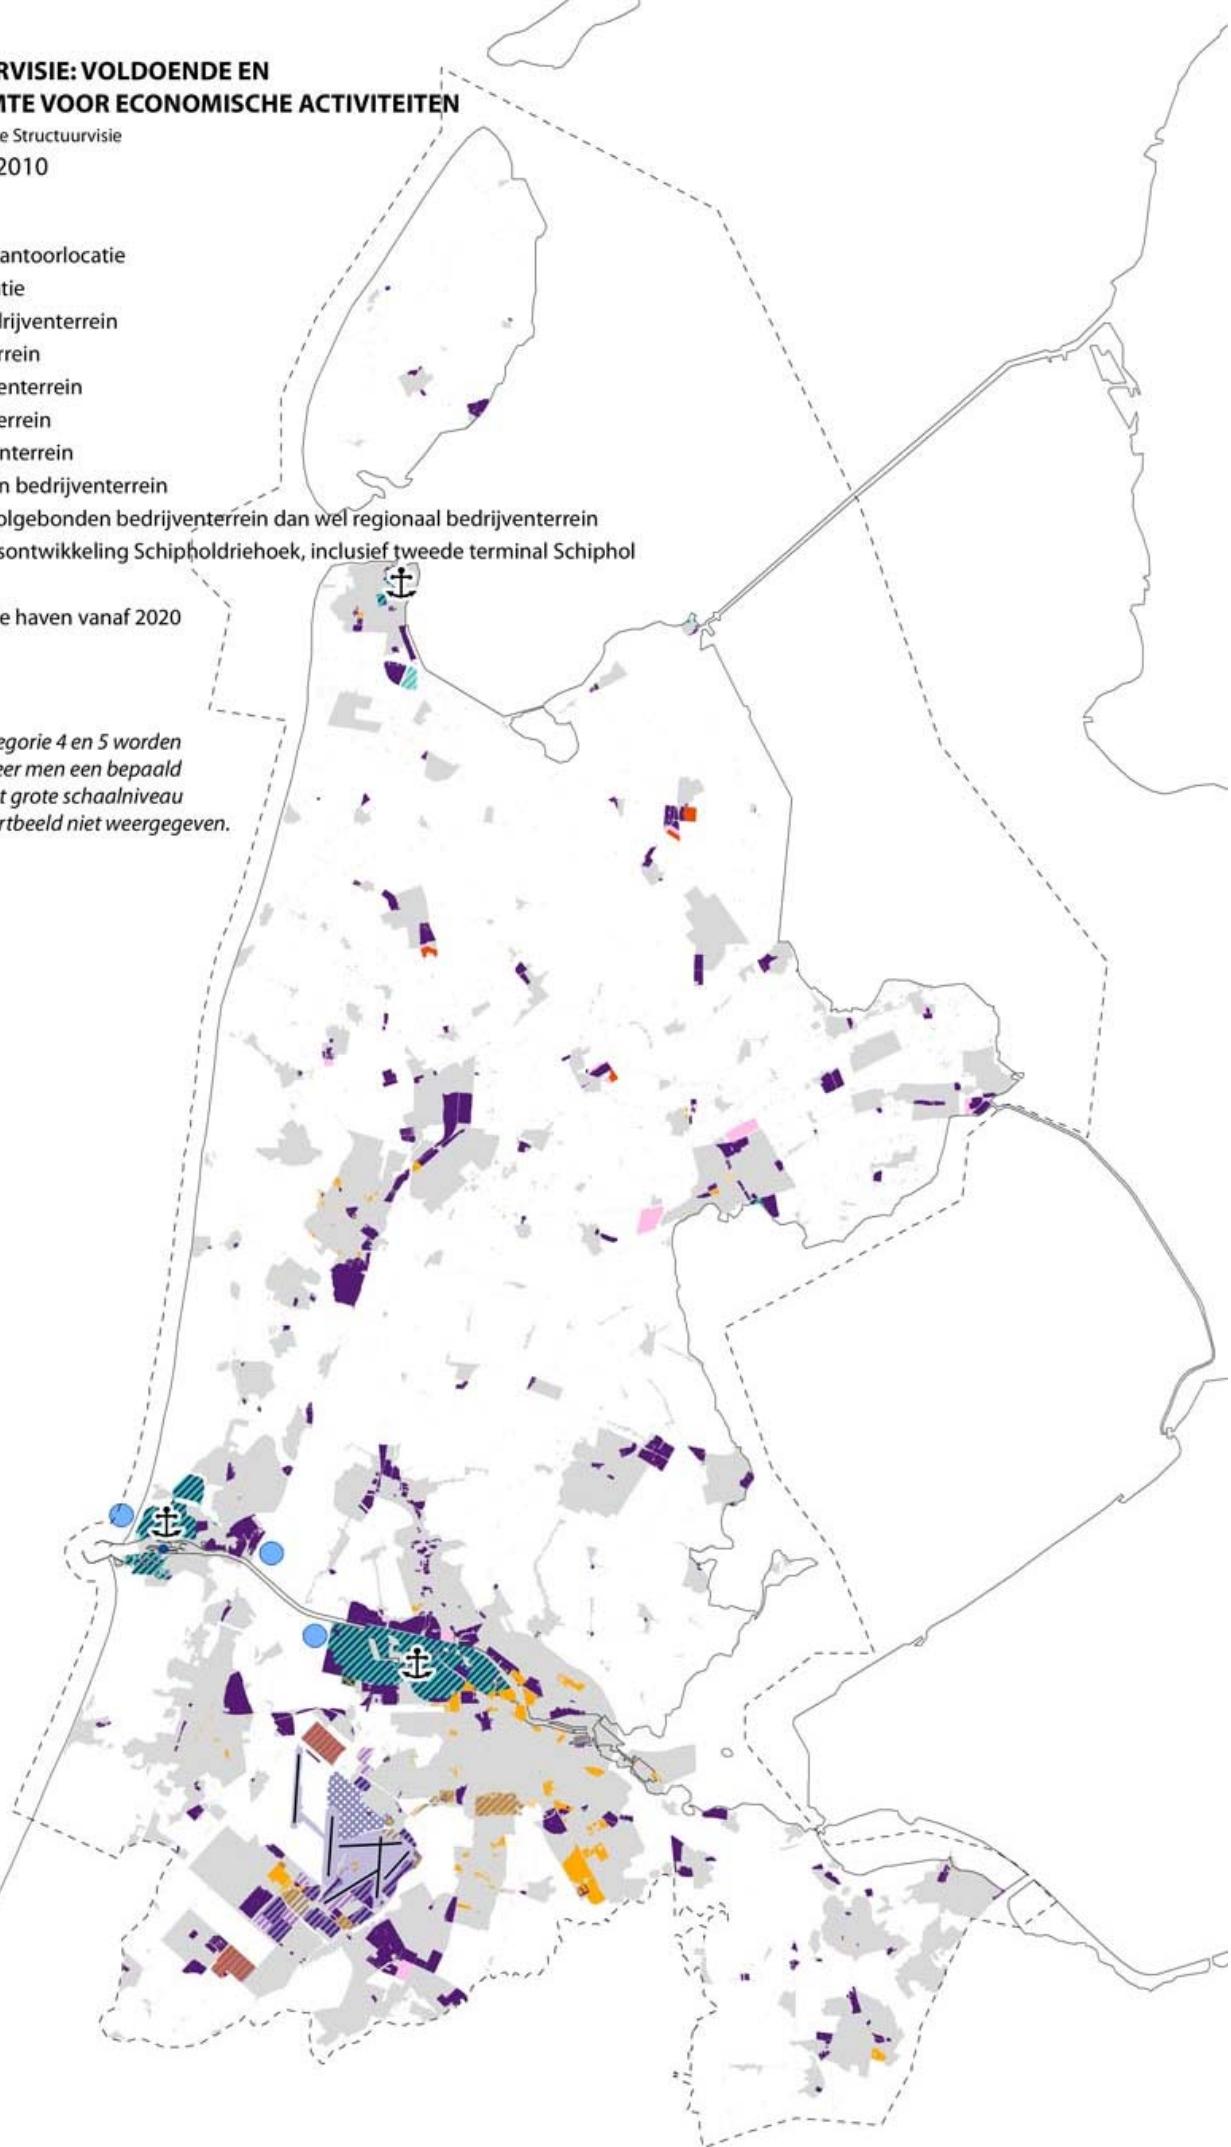 RVISIE: VOLDOENDE EN
MTE VOOR ECONOMISCHE ACTIVITEITEN
e Structuurvisie
2010
antoorlocatie
tie
rijventerrein
rrein
enterrein
errein
nterrein
n bedrijventerrein
olgebonden bedrijventerrein dan wel regionaal bedrijventerrein
sontwikkeling Schipholdriehoek, inclusief tweede terminal Schiphol
e haven vanaf 2020
egorie 4 en 5 worden
eer men een bepaald
t grote schaalniveau
rtbeeld niet weergegeven.